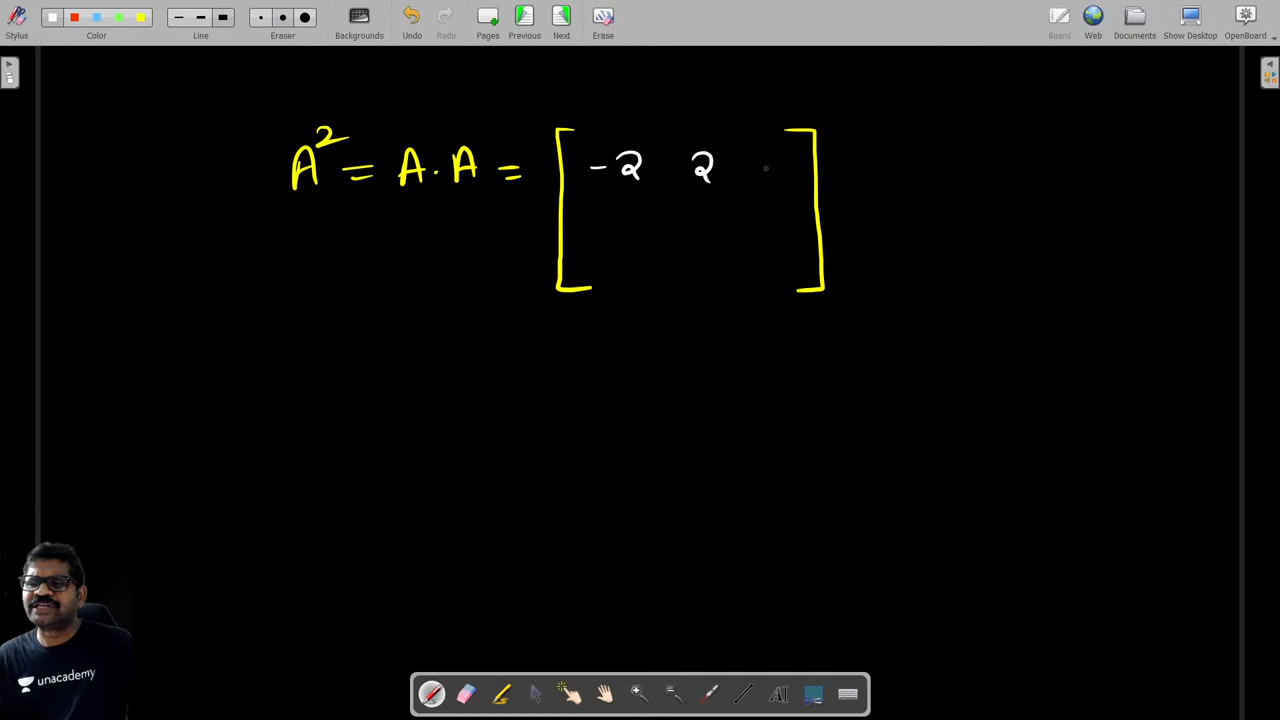 Stylus Color Line Eraser Backgrounds Undo Redo Pages Previous Next Erase Board Web Documents Show Desktop OpenBoard
A² = A · A = [ -2 2 ]
unacademy
AI